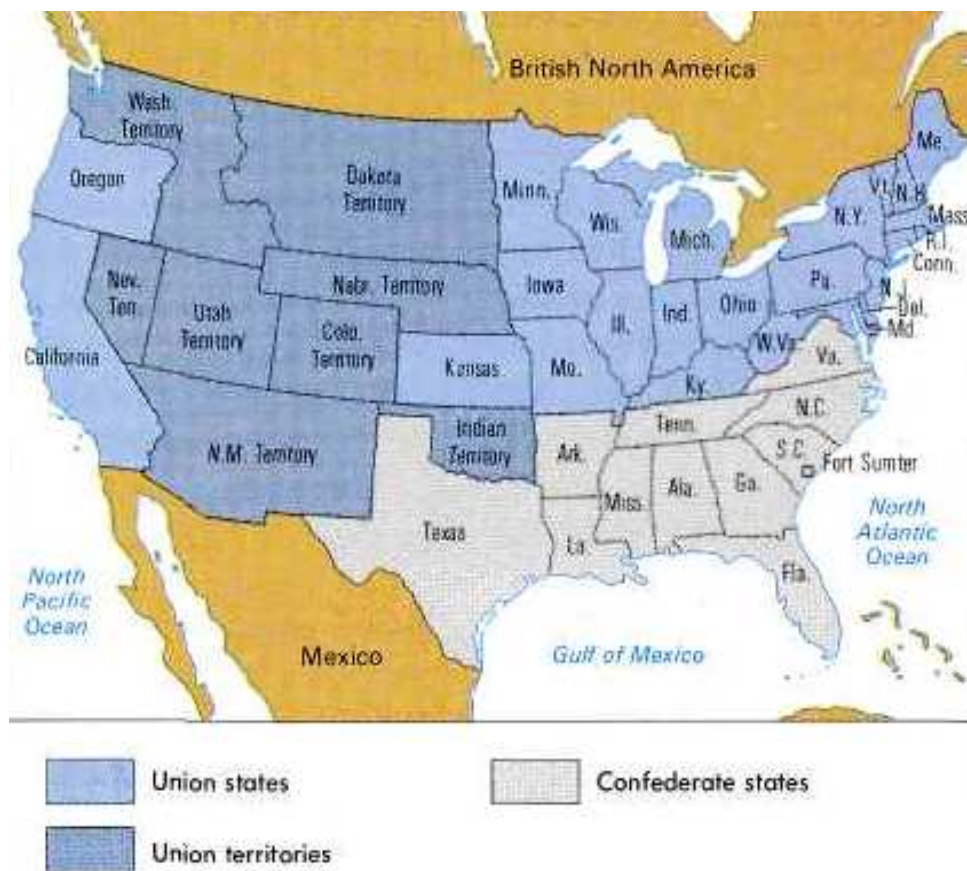 British North America
Wash
Territory
Oregon
Dakota
Territory
Minn.
Wis.
Mich.
Me.
Vt.
N.H.
N.Y.
Mass
R.I.
Conn.
Nev.
Terr.
Utah
Territory
Nebr. Territory
Colo.
Territory
Iowa
Ill.
Ind.
Ohio
Pa.
N.J.
Del.
Md.
California
Kansas
Mo.
Ky.
W.Va.
Va.
N.M. Territory
Indian
Territory
Ark.
Tenn.
N.C.
S.C.
Fort Sumter
Texas
La.
Miss.
Ala.
Ga.
Fla.
North
Atlantic
Ocean
North
Pacific
Ocean
Mexico
Gulf of Mexico
Union states
Confederate states
Union territories